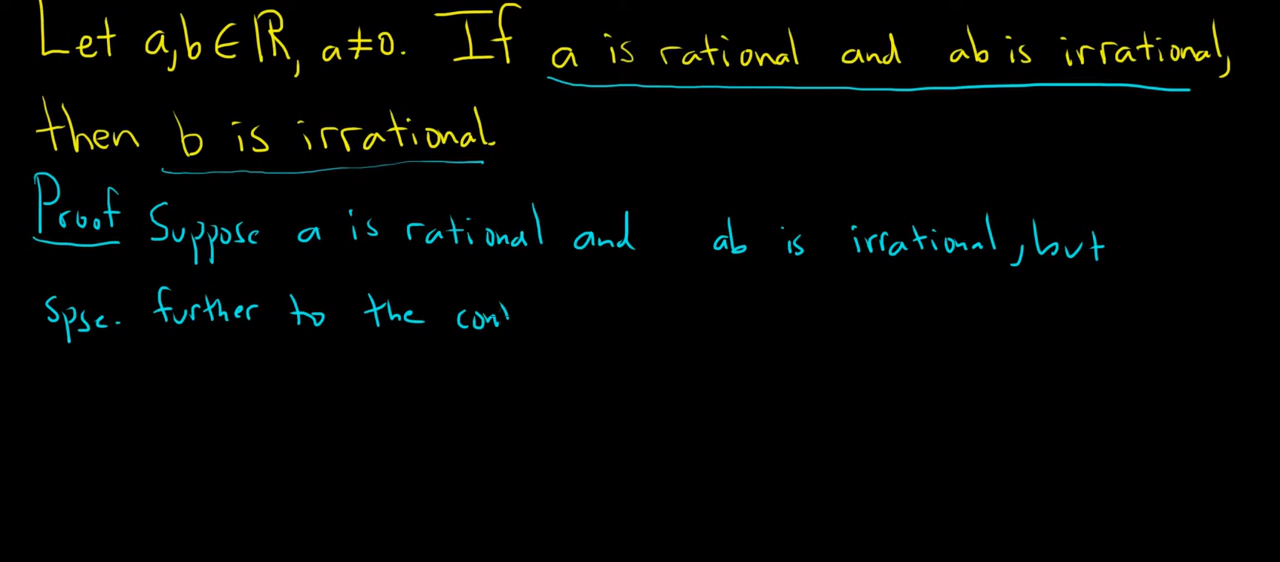 Let a,b ∈ ℝ, a≠0. If a is rational and ab is irrational,
then b is irrational.
Proof Suppose a is rational and ab is irrational, but
Spse. further to the con